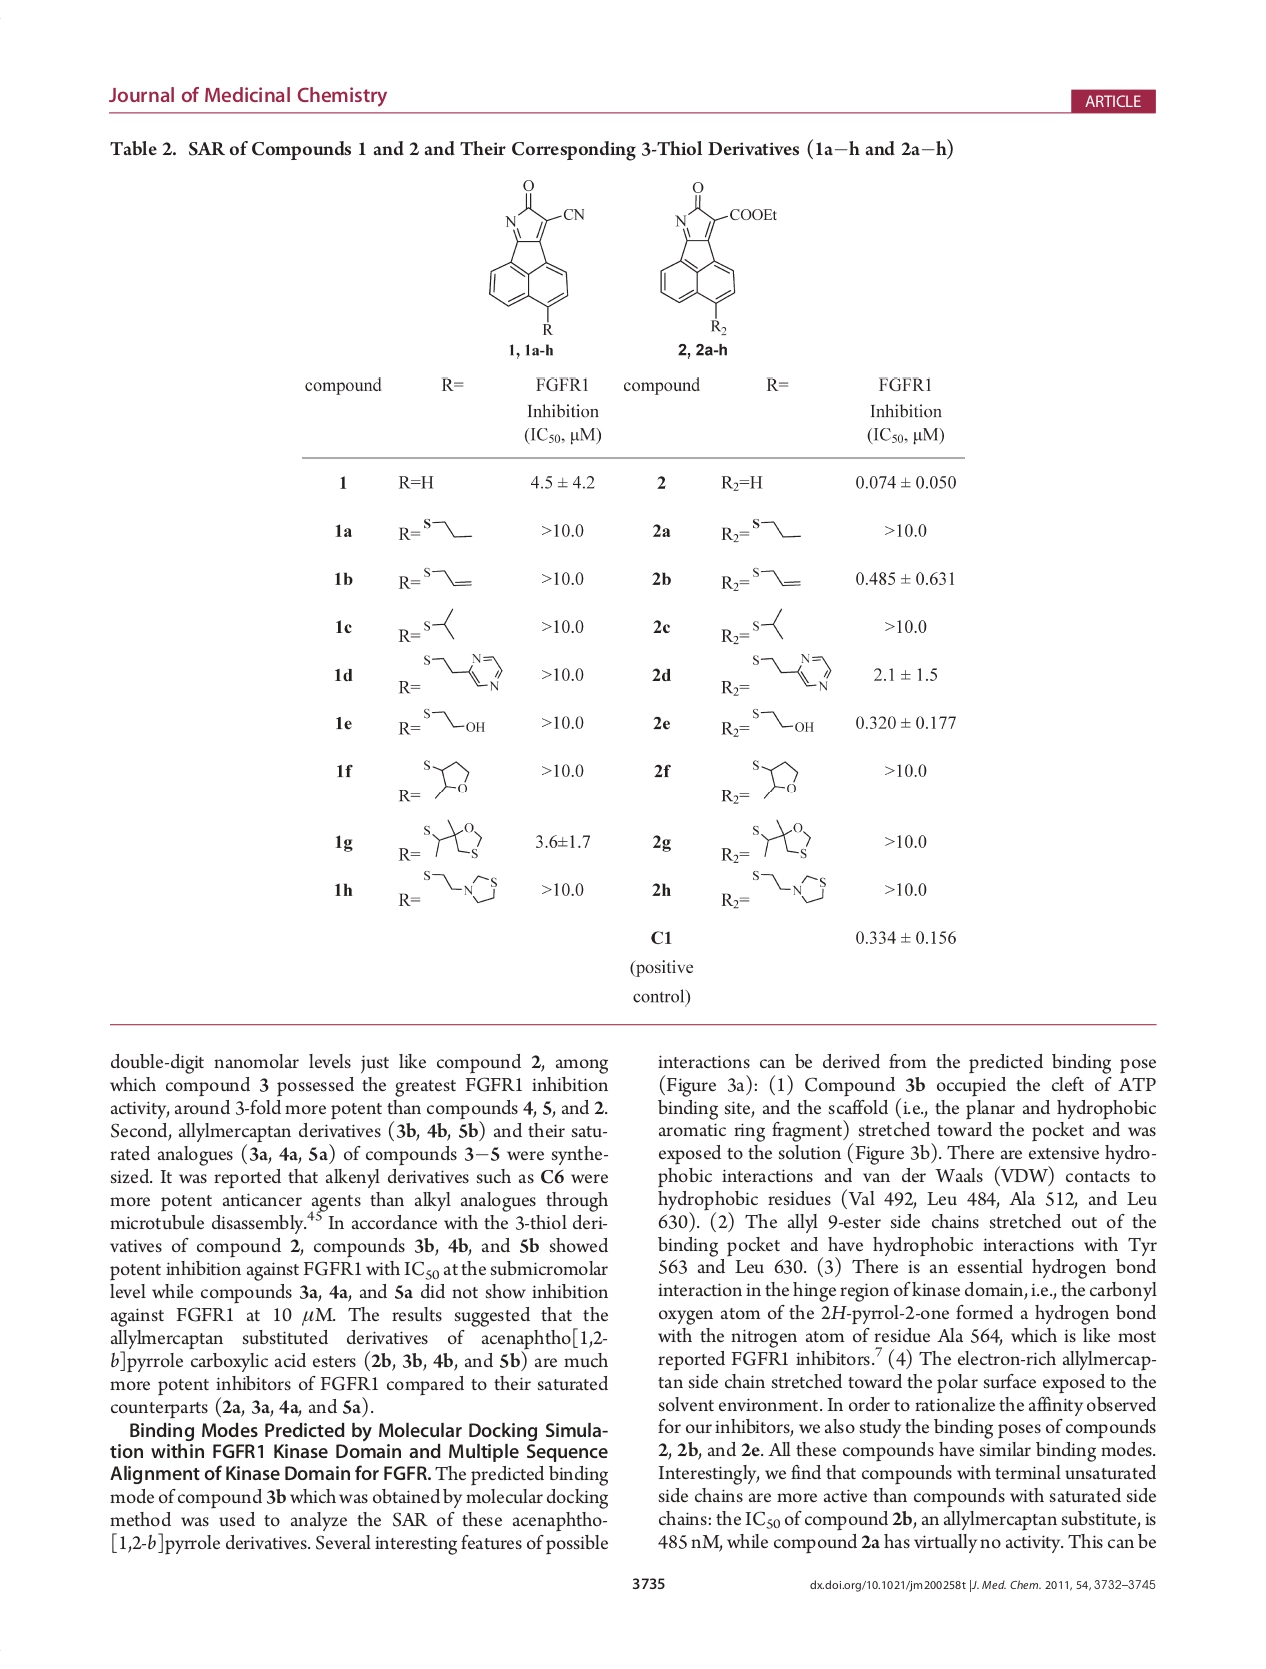 Journal of Medicinal Chemistry
ARTICLE
Table 2. SAR of Compounds 1 and 2 and Their Corresponding 3-Thiol Derivatives (1a−h and 2a−h)
O
N
CN
R
1, 1a-h
O
N
COOEt
R2
2, 2a-h
compound R= FGFR1 compound R= FGFR1
Inhibition Inhibition
(IC50, μM) (IC50, μM)
1 R=H 4.5 ± 4.2 2 R2=H 0.074 ± 0.050
1a R= S >10.0 2a R2= S >10.0
1b R= S >10.0 2b R2= S 0.485 ± 0.631
1c R= S >10.0 2c R2= S >10.0
1d R= S N N >10.0 2d R2= S N N 2.1 ± 1.5
1e R= S OH >10.0 2e R2= S OH 0.320 ± 0.177
1f R= S O >10.0 2f R2= S O >10.0
1g R= S O S 3.6±1.7 2g R2= S O S >10.0
1h R= S N S >10.0 2h R2= S N S >10.0
C1 0.334 ± 0.156
(positive
control)
double-digit nanomolar levels just like compound 2, among
which compound 3 possessed the greatest FGFR1 inhibition
activity, around 3-fold more potent than compounds 4, 5, and 2.
Second, allylmercaptan derivatives (3b, 4b, 5b) and their satu-
rated analogues (3a, 4a, 5a) of compounds 3−5 were synthe-
sized. It was reported that alkenyl derivatives such as C6 were
more potent anticancer agents than alkyl analogues through
microtubule disassembly.45 In accordance with the 3-thiol deri-
vatives of compound 2, compounds 3b, 4b, and 5b showed
potent inhibition against FGFR1 with IC50 at the submicromolar
level while compounds 3a, 4a, and 5a did not show inhibition
against FGFR1 at 10 μM. The results suggested that the
allylmercaptan substituted derivatives of acenaphtho[1,2-
b]pyrrole carboxylic acid esters (2b, 3b, 4b, and 5b) are much
more potent inhibitors of FGFR1 compared to their saturated
counterparts (2a, 3a, 4a, and 5a).
Binding Modes Predicted by Molecular Docking Simula-
tion within FGFR1 Kinase Domain and Multiple Sequence
Alignment of Kinase Domain for FGFR. The predicted binding
mode of compound 3b which was obtained by molecular docking
method was used to analyze the SAR of these acenaphtho-
[1,2-b]pyrrole derivatives. Several interesting features of possible
interactions can be derived from the predicted binding pose
(Figure 3a): (1) Compound 3b occupied the cleft of ATP
binding site, and the scaffold (i.e., the planar and hydrophobic
aromatic ring fragment) stretched toward the pocket and was
exposed to the solution (Figure 3b). There are extensive hydro-
phobic interactions and van der Waals (VDW) contacts to
hydrophobic residues (Val 492, Leu 484, Ala 512, and Leu
630). (2) The allyl 9-ester side chains stretched out of the
binding pocket and have hydrophobic interactions with Tyr
563 and Leu 630. (3) There is an essential hydrogen bond
interaction in the hinge region of kinase domain, i.e., the carbonyl
oxygen atom of the 2H-pyrrol-2-one formed a hydrogen bond
with the nitrogen atom of residue Ala 564, which is like most
reported FGFR1 inhibitors.7 (4) The electron-rich allylmercap-
tan side chain stretched toward the polar surface exposed to the
solvent environment. In order to rationalize the affinity observed
for our inhibitors, we also study the binding poses of compounds
2, 2b, and 2e. All these compounds have similar binding modes.
Interestingly, we find that compounds with terminal unsaturated
side chains are more active than compounds with saturated side
chains: the IC50 of compound 2b, an allylmercaptan substitute, is
485 nM, while compound 2a has virtually no activity. This can be
3735
dx.doi.org/10.1021/jm200258t |J. Med. Chem. 2011, 54, 3732–3745